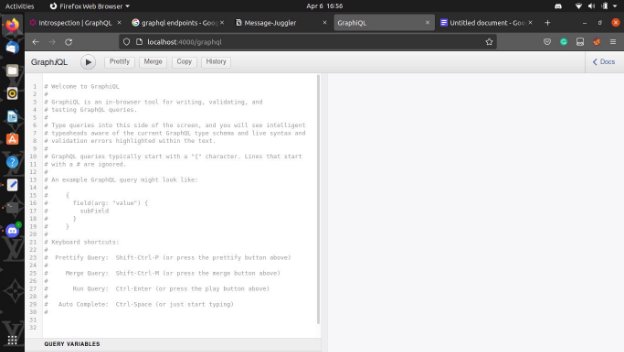 Activities
Firefox Web Browser
Apr 6 16:56
Introspection | GraphQL
graphql endpoints - Goo
Message-Juggler
GraphiQL
Untitled document - Goo
localhost:4000/graphql
GraphiQL
Prettify
Merge
Copy
History
Docs
1 # Welcome to GraphiQL
2 #
3 # GraphiQL is an in-browser tool for writing, validating, and
4 # testing GraphQL queries.
5 #
6 # Type queries into this side of the screen, and you will see intelligent
7 # typeaheads aware of the current GraphQL type schema and live syntax and
8 # validation errors highlighted within the text.
9 #
10 # GraphQL queries typically start with a "{" character. Lines that start
11 # with a # are ignored.
12 #
13 # An example GraphQL query might look like:
14 #
15 # {
16 # field(arg: "value") {
17 # subField
18 # }
19 # }
20 #
21 # Keyboard shortcuts:
22 #
23 # Prettify Query: Shift-Ctrl-P (or press the prettify button above)
24 #
25 # Merge Query: Shift-Ctrl-M (or press the merge button above)
26 #
27 # Run Query: Ctrl-Enter (or press the play button above)
28 #
29 # Auto Complete: Ctrl-Space (or just start typing)
30 #
31
32
QUERY VARIABLES